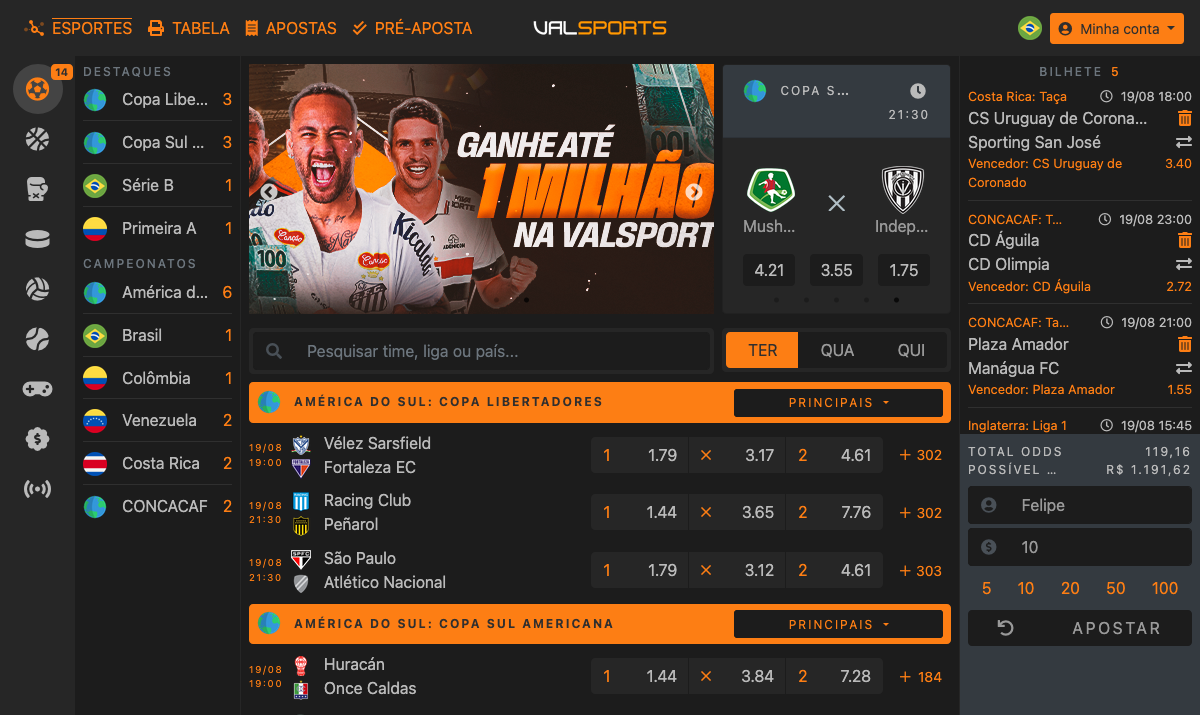 ESPORTES TABELA APOSTAS PRÉ-APOSTA VALSPORTS Minha conta
14
DESTAQUES
Copa Libe... 3
Copa Sul ... 3
Série B 1
Primeira A 1
CAMPEONATOS
América d... 6
Brasil 1
Colômbia 1
Venezuela 2
Costa Rica 2
CONCACAF 2
GANHE ATÉ
1 MILHÃO
NA VALSPORT
Canção
Canção
Kicaldo
100
COPA S...
21:30
Mush... Indep...
4.21 3.55 1.75
Pesquisar time, liga ou país...
TER QUA QUI
AMÉRICA DO SUL: COPA LIBERTADORES PRINCIPAIS
19/08
19:00
Vélez Sarsfield
Fortaleza EC
1 1.79 × 3.17 2 4.61 + 302
19/08
21:30
Racing Club
Peñarol
1 1.44 × 3.65 2 7.76 + 302
19/08
21:30
São Paulo
Atlético Nacional
1 1.79 × 3.12 2 4.61 + 303
AMÉRICA DO SUL: COPA SUL AMERICANA PRINCIPAIS
19/08
19:00
Huracán
Once Caldas
1 1.44 × 3.84 2 7.28 + 184
BILHETE 5
Costa Rica: Taça 19/08 18:00
CS Uruguay de Corona...
Sporting San José
Vencedor: CS Uruguay de 3.40
Coronado
CONCACAF: T... 19/08 23:00
CD Águila
CD Olimpia
Vencedor: CD Águila 2.72
CONCACAF: Ta... 19/08 21:00
Plaza Amador
Manágua FC
Vencedor: Plaza Amador 1.55
Inglaterra: Liga 1 19/08 15:45
TOTAL ODDS 119,16
POSSÍVEL ... R$ 1.191,62
Felipe
10
5 10 20 50 100
APOSTAR